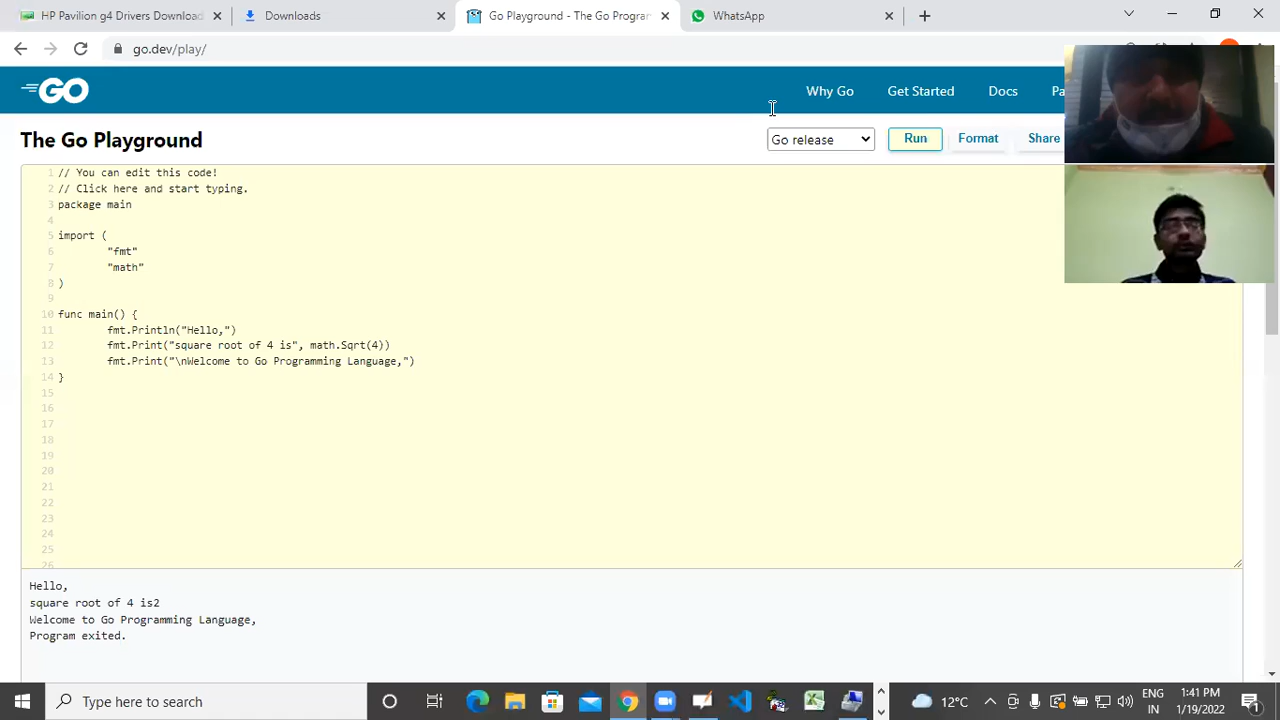 HP Pavilion g4 Drivers Download
Downloads
Go Playground - The Go Progran
WhatsApp
go.dev/play/
GO
Why Go
Get Started
Docs
Pa
The Go Playground
Go release
Run
Format
Share
1 // You can edit this code!
2 // Click here and start typing.
3 package main
4
5 import (
6 "fmt"
7 "math"
8 )
9
10 func main() {
11 fmt.Println("Hello,")
12 fmt.Print("square root of 4 is", math.Sqrt(4))
13 fmt.Print("\nWelcome to Go Programming Language,")
14 }
15
16
17
18
19
20
21
22
23
24
25
26
Hello,
square root of 4 is2
Welcome to Go Programming Language,
Program exited.
Type here to search
12°C
ENG
IN
1:41 PM
1/19/2022
1